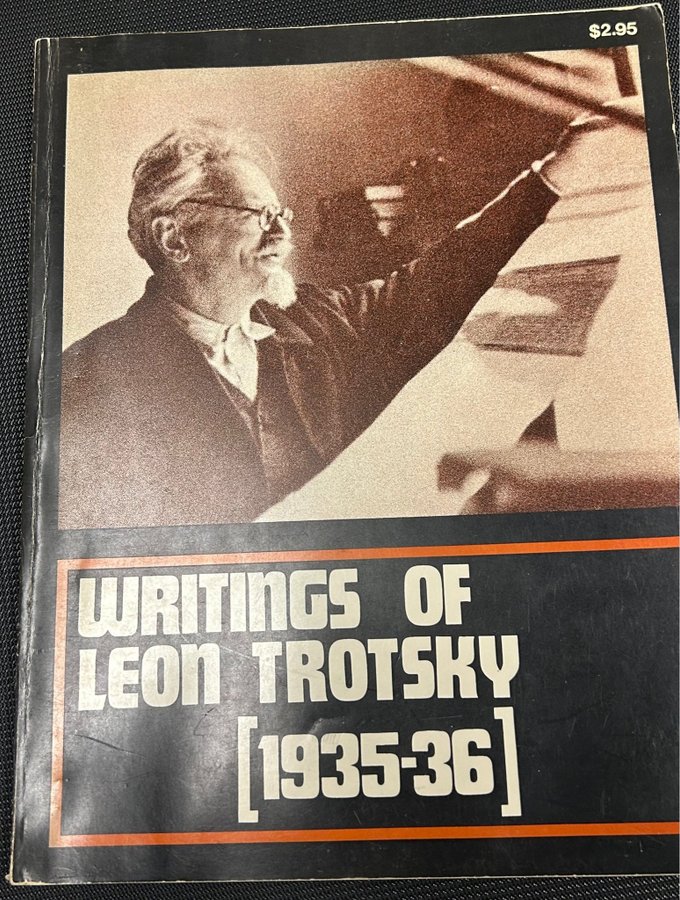 $2.95
WRITINGS OF
LEON TROTSKY
[1935-36]